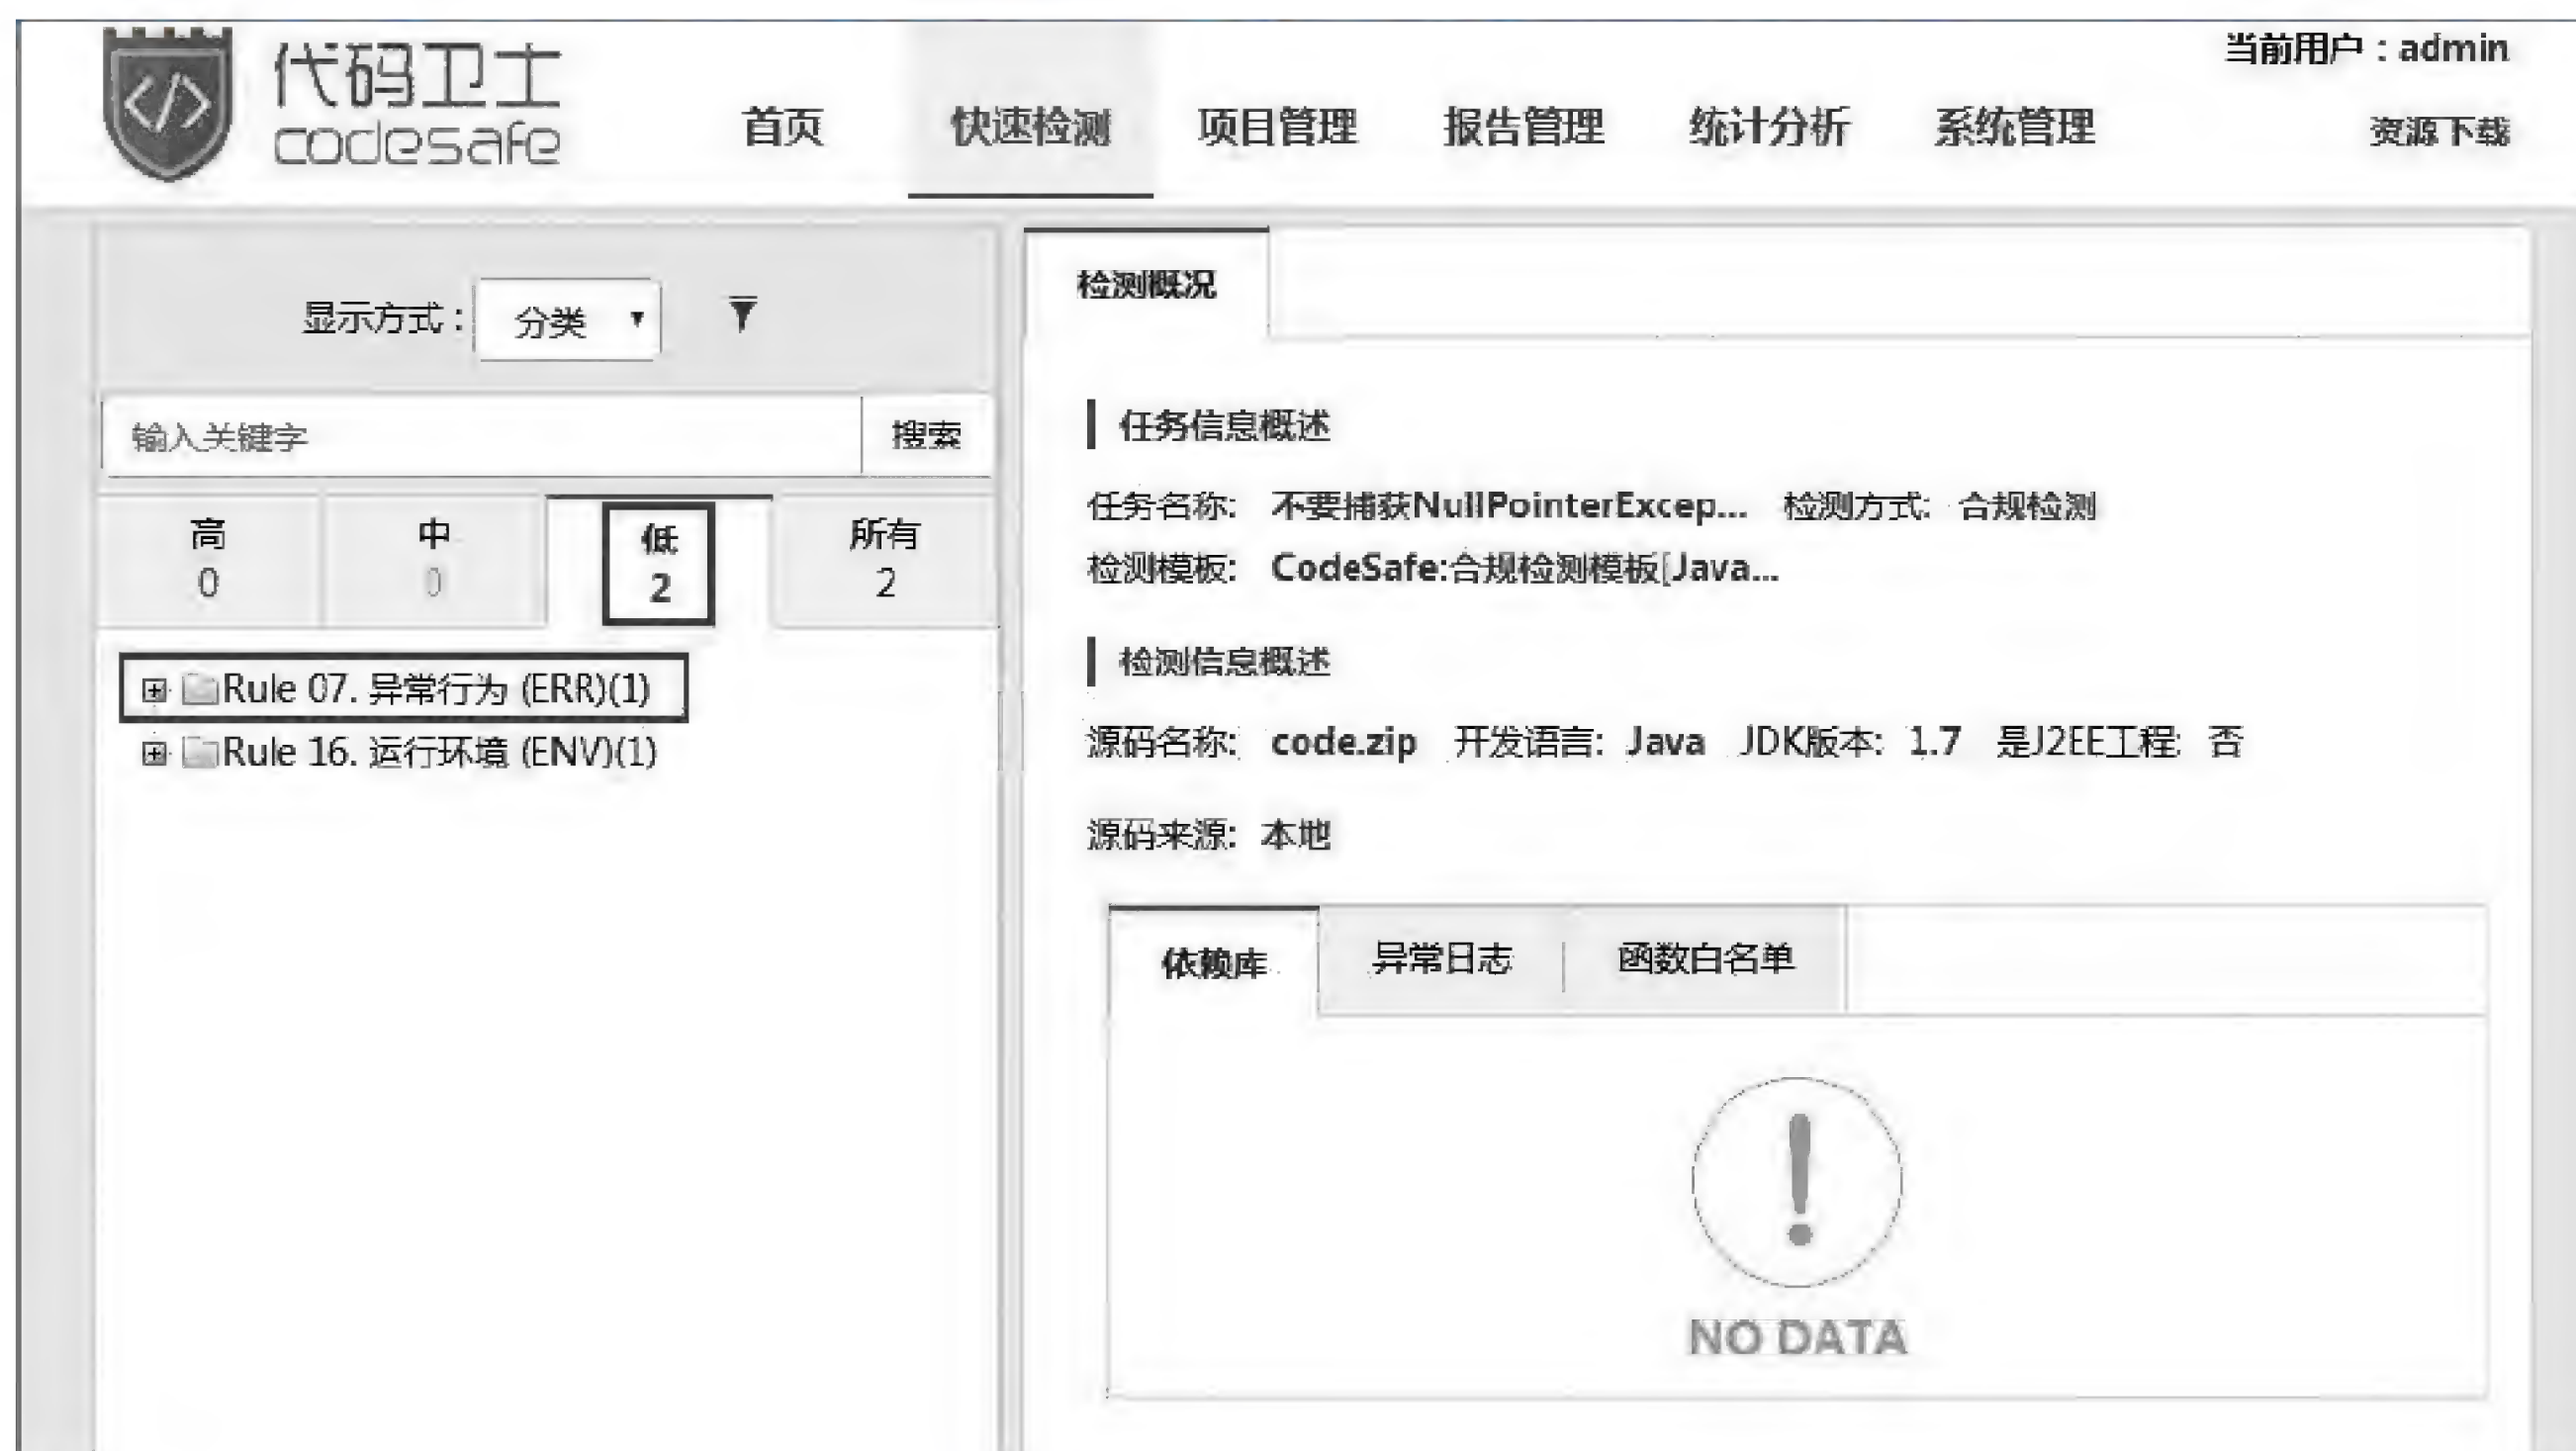 代码卫士
codesafe
当前用户：admin
首页 快速检测 项目管理 报告管理 统计分析 系统管理 资源下载
显示方式： 分类
输入关键字 搜索
高 中 低 所有
0 0 2 2
Rule 07. 异常行为 (ERR)(1)
Rule 16. 运行环境 (ENV)(1)
检测概况
任务信息概述
任务名称: 不要捕获NullPointerExcep... 检测方式: 合规检测
检测模板: CodeSafe:合规检测模板[Java...
检测信息概述
源码名称: code.zip 开发语言: Java JDK版本: 1.7 是J2EE工程: 否
源码来源: 本地
依赖库 异常日志 函数白名单
NO DATA